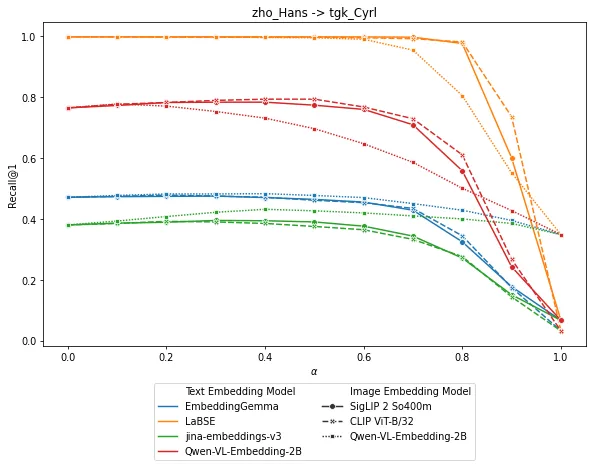 zho_Hans -> tgk_Cyrl
1.0
0.8
0.6
0.4
0.2
0.0
Recall@1
0.0 0.2 0.4 0.6 0.8 1.0
α
Text Embedding Model Image Embedding Model
EmbeddingGemma SigLIP 2 So400m
LaBSE CLIP ViT-B/32
jina-embeddings-v3 Qwen-VL-Embedding-2B
Qwen-VL-Embedding-2B